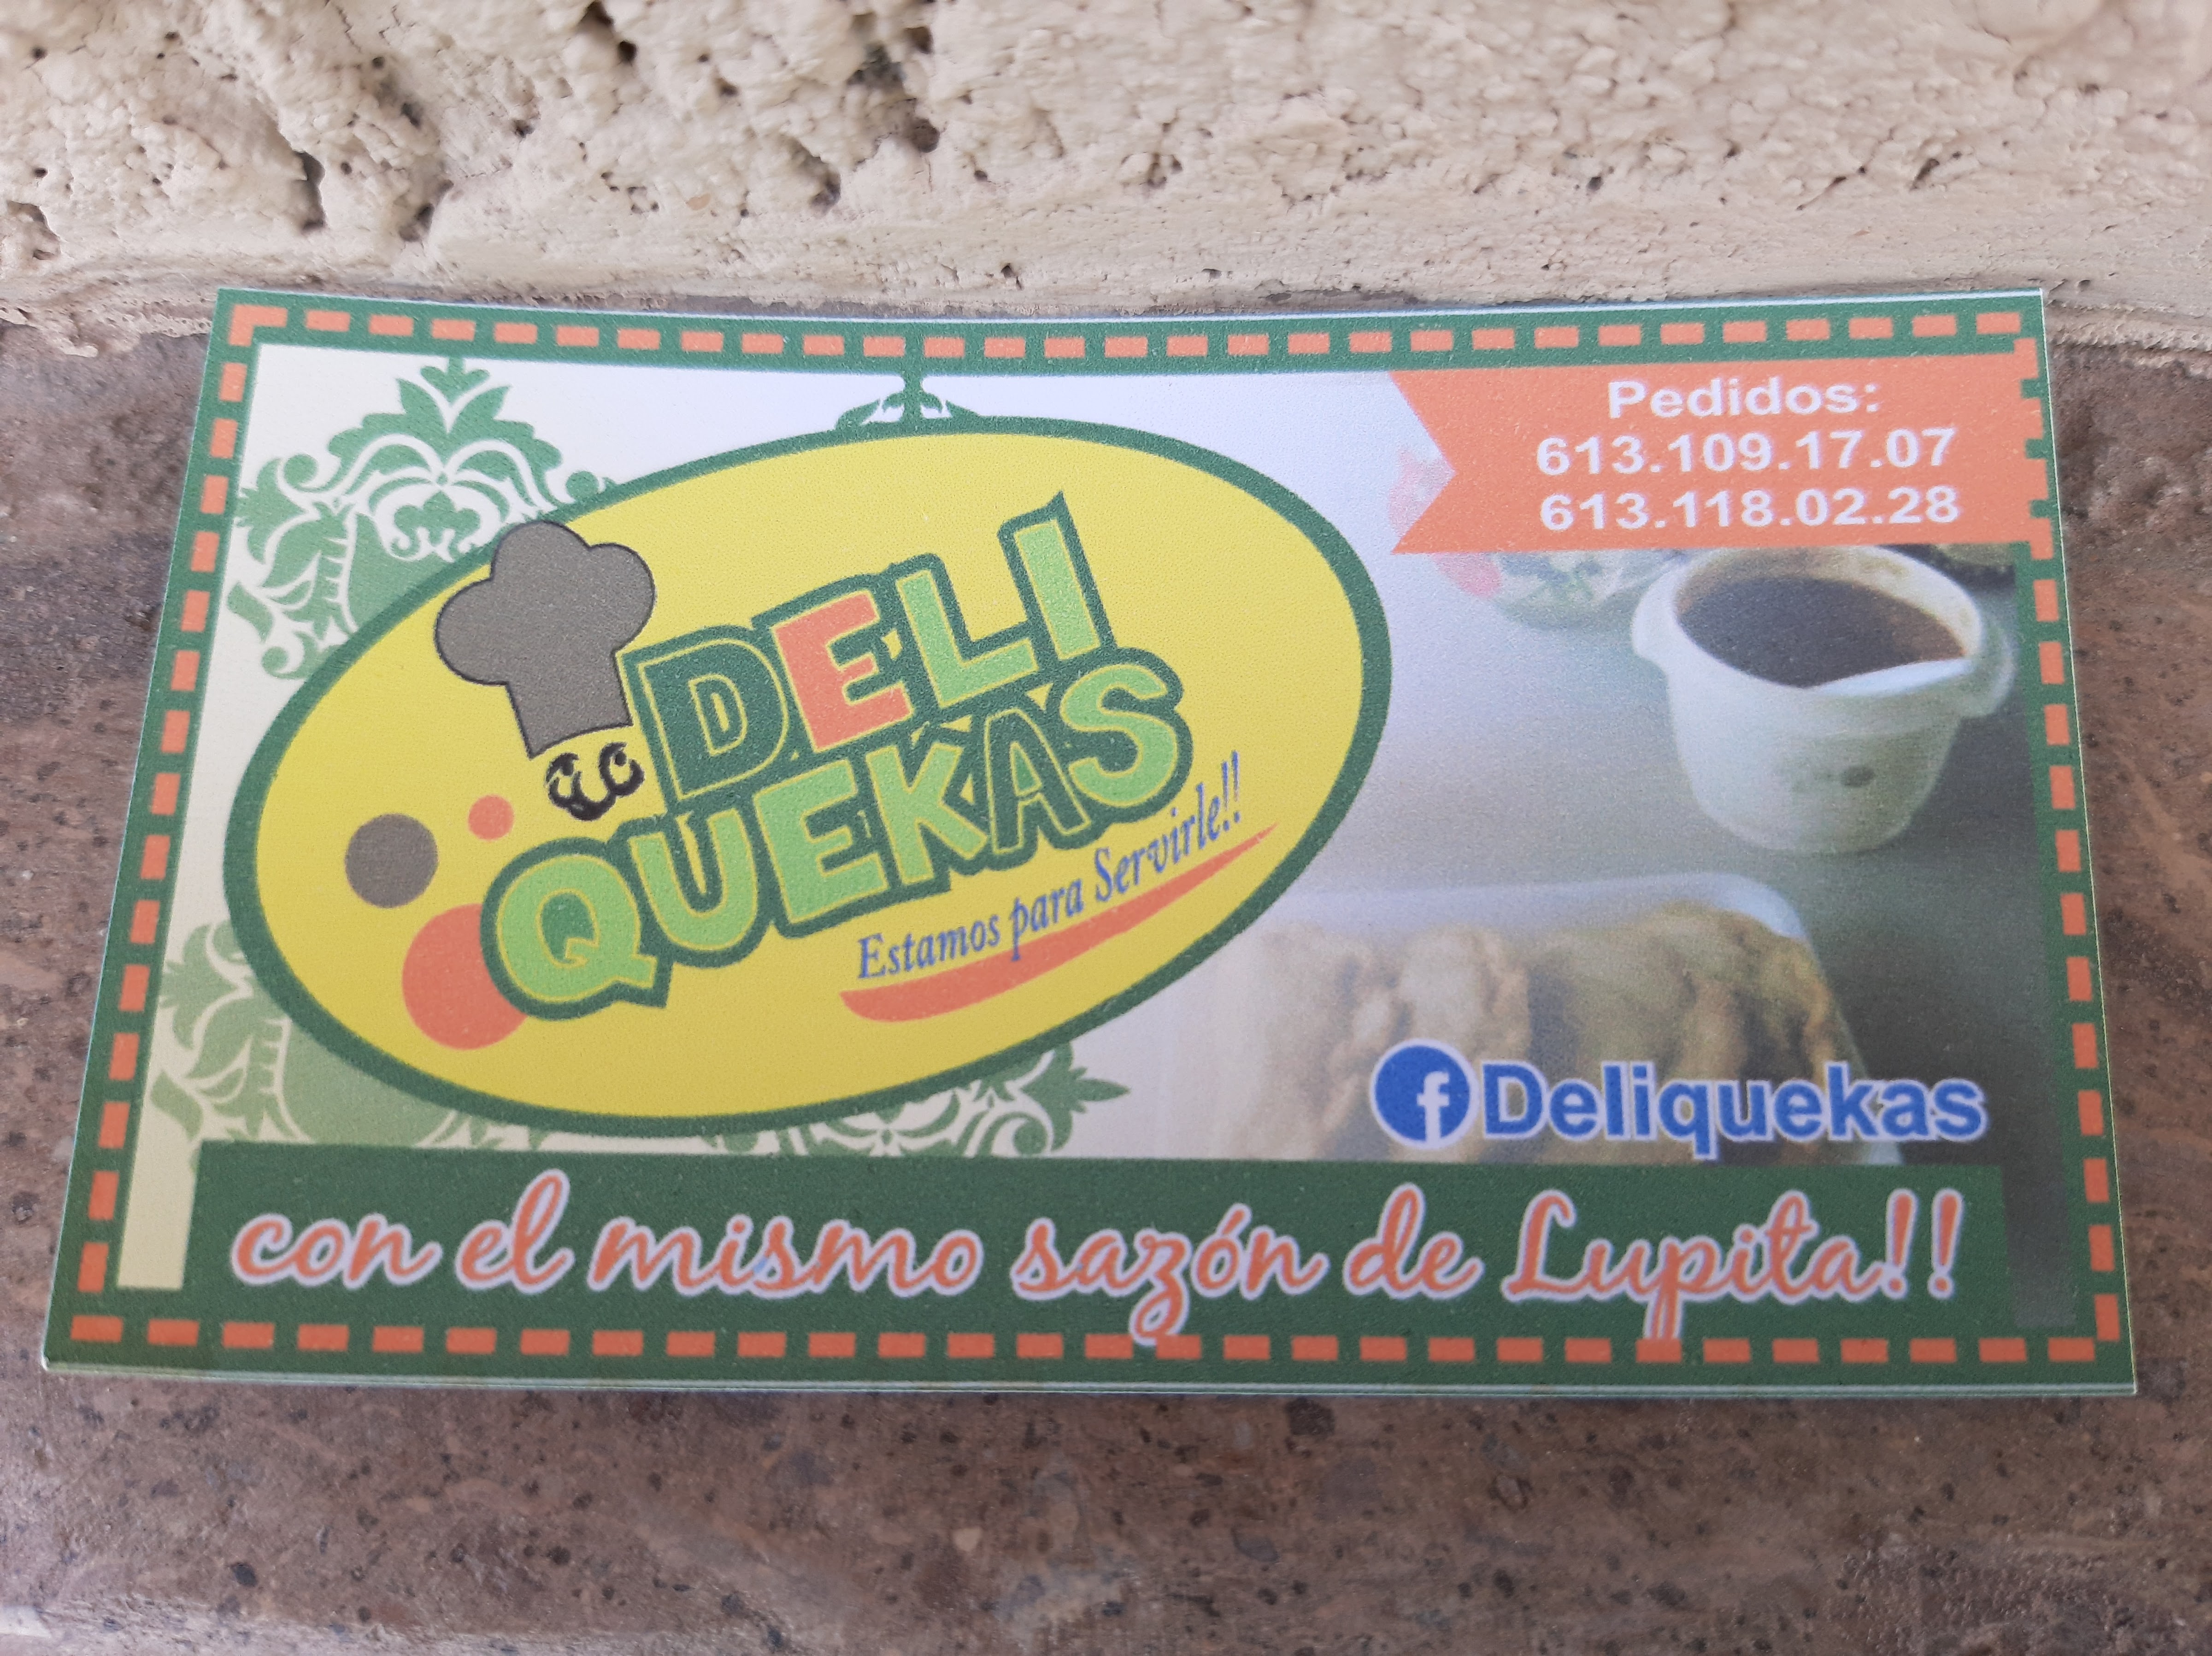 Pedidos:
613.109.17.07
613.118.02.28
DELI
QUEKAS
Estamos para Servirle!!
Deliquekas
con el mismo sazón de Lupita!!